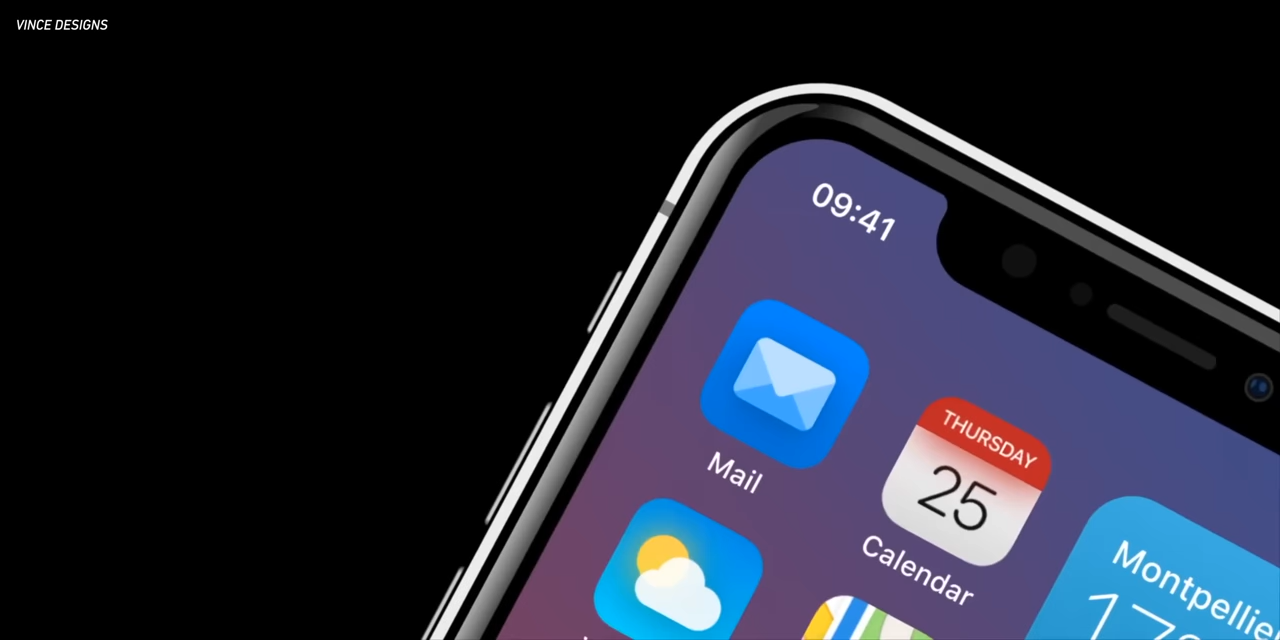 VINCE DESIGNS
09:41
THURSDAY
25
Mail
Calendar
Montpellie